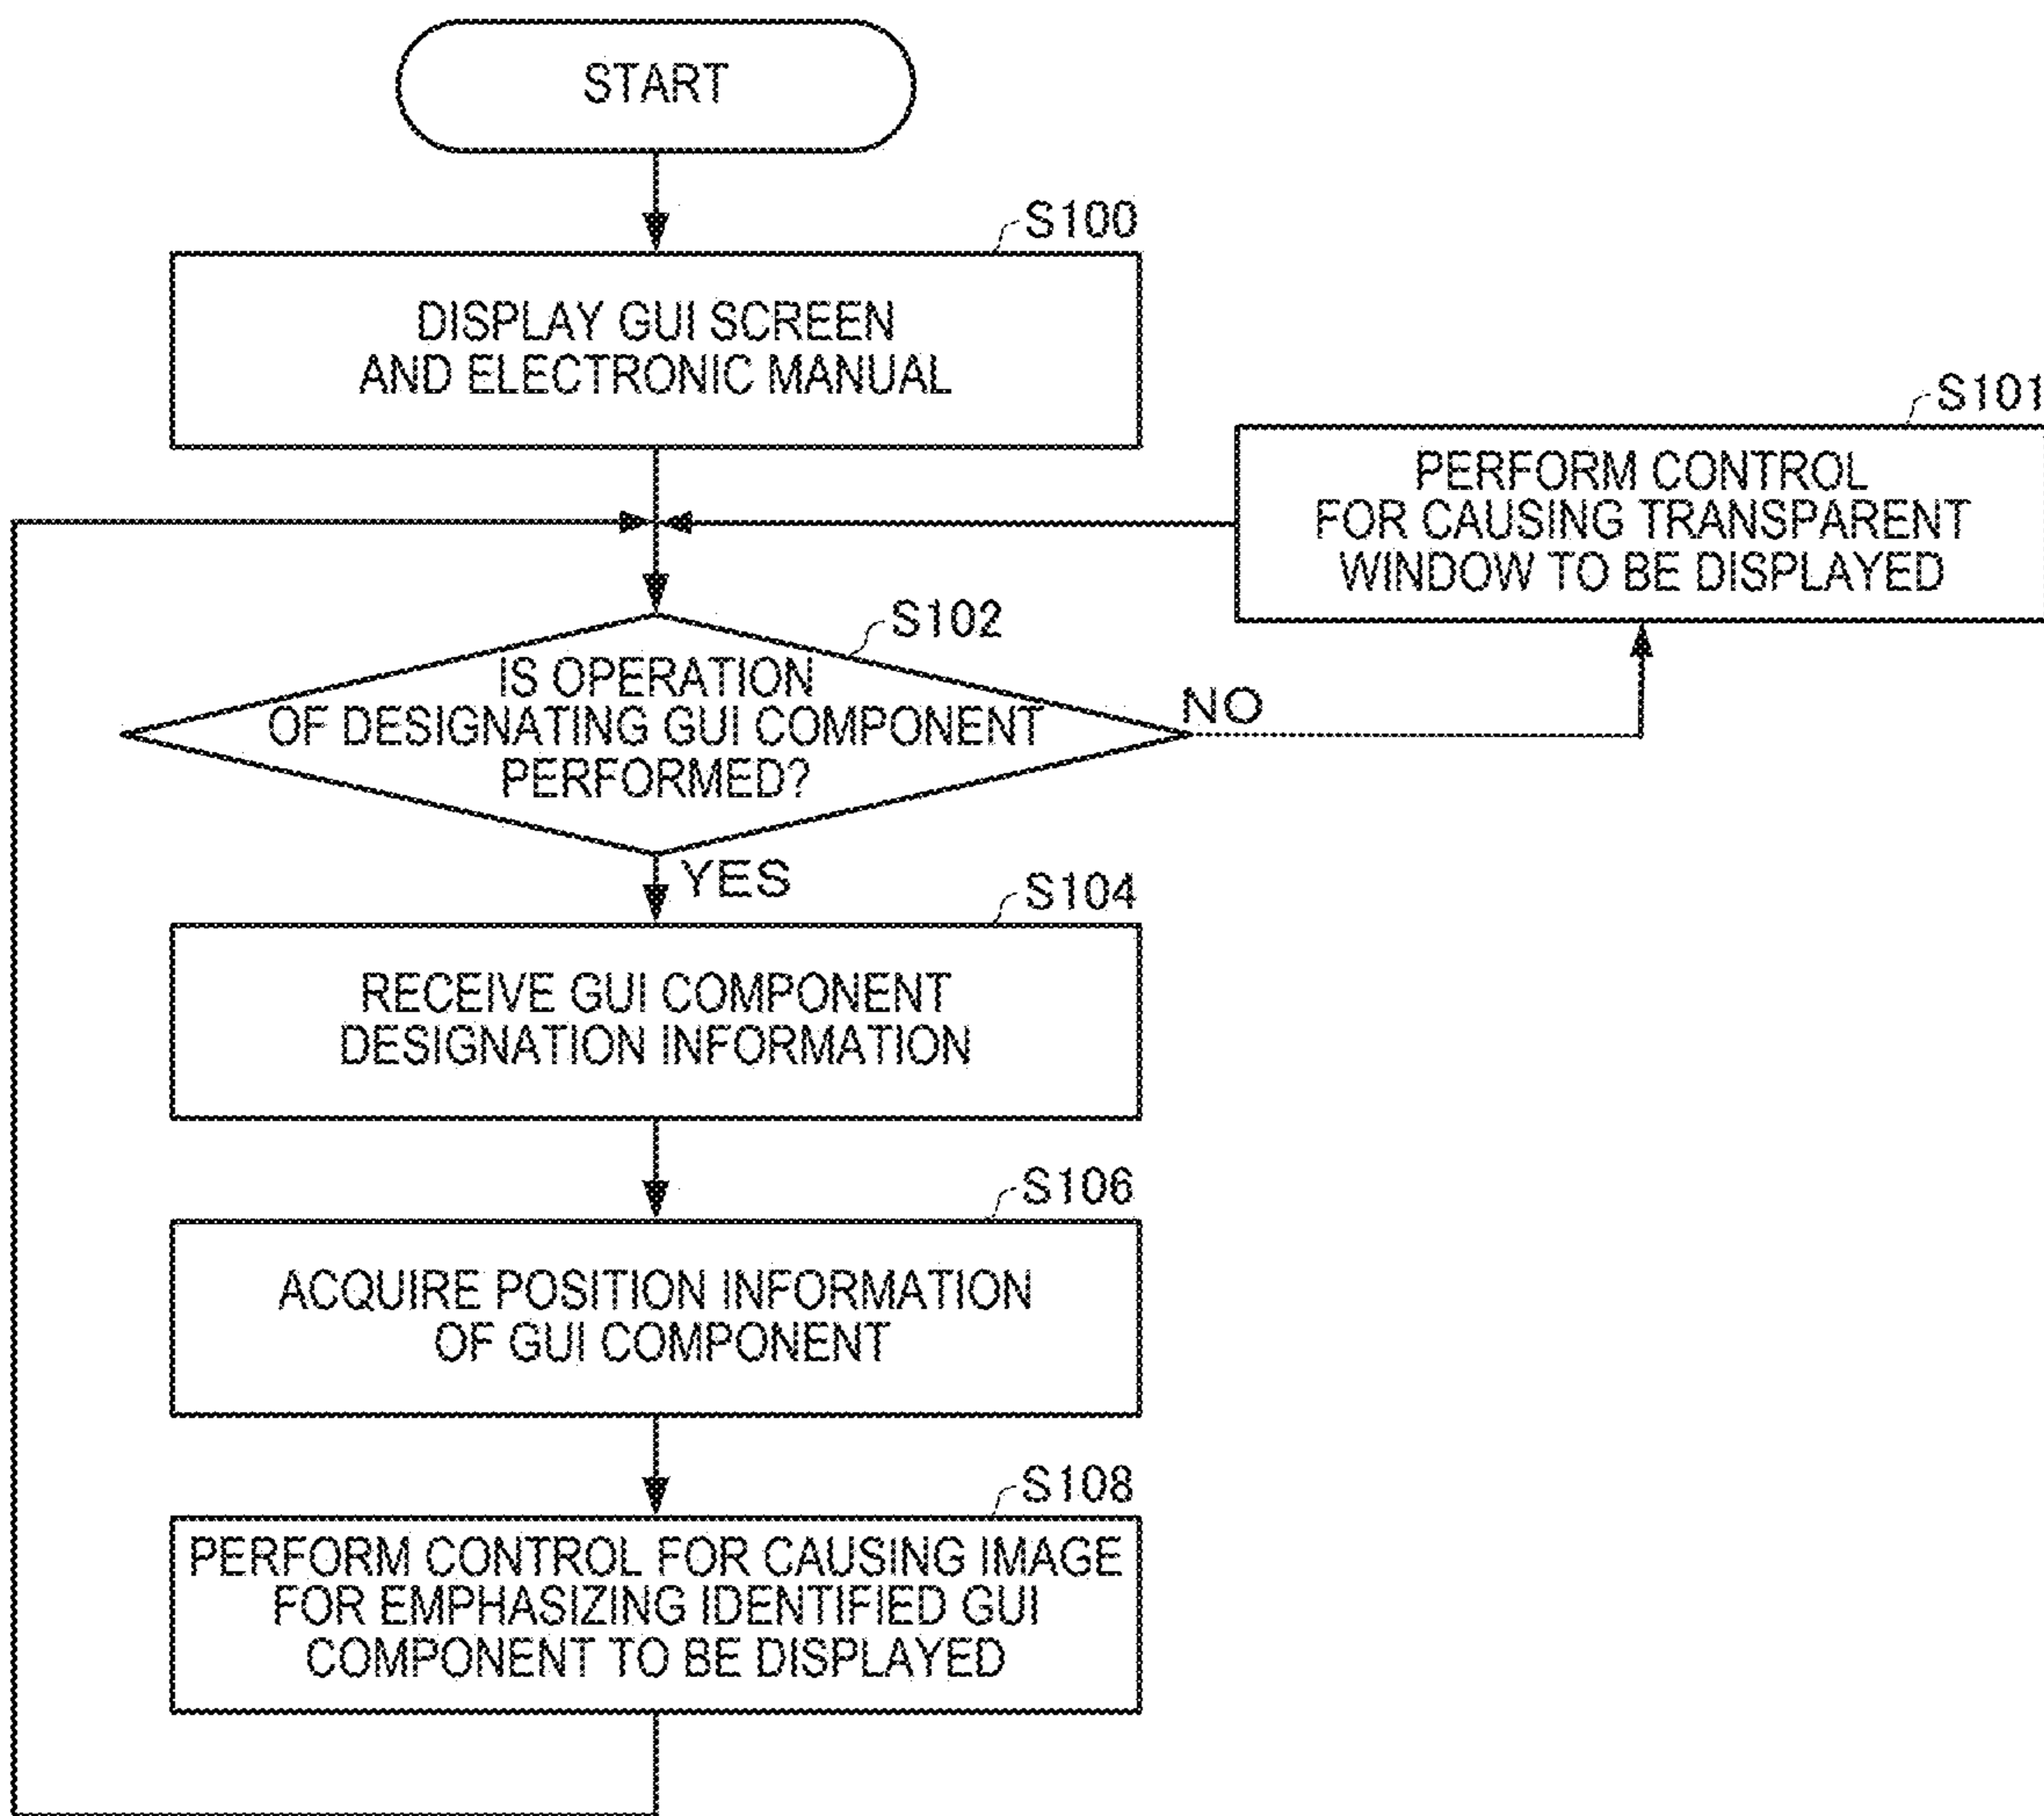 START
S100
DISPLAY GUI SCREEN
AND ELECTRONIC MANUAL
S101
PERFORM CONTROL
FOR CAUSING TRANSPARENT
WINDOW TO BE DISPLAYED
S102
IS OPERATION
OF DESIGNATING GUI COMPONENT
PERFORMED?
NO
YES
S104
RECEIVE GUI COMPONENT
DESIGNATION INFORMATION
S106
ACQUIRE POSITION INFORMATION
OF GUI COMPONENT
S108
PERFORM CONTROL FOR CAUSING IMAGE
FOR EMPHASIZING IDENTIFIED GUI
COMPONENT TO BE DISPLAYED